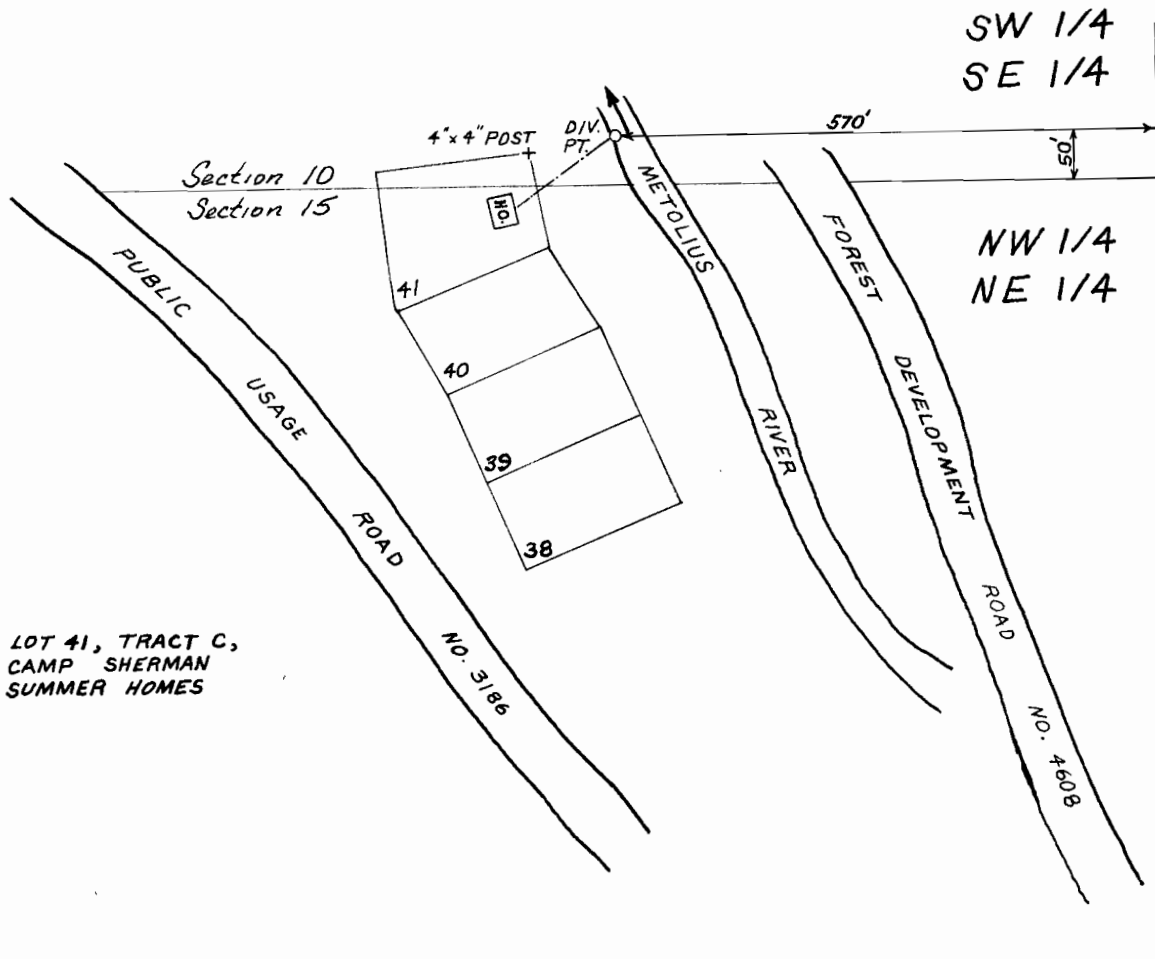 SW 1/4
SE 1/4
570'
50'
4"x4" POST
DIV.
PT.
Section 10
Section 15
HO.
NW 1/4
NE 1/4
METOLIUS
RIVER
FOREST
DEVELOPMENT
ROAD
NO. 4608
PUBLIC
USAGE
ROAD
NO. 3186
41
40
39
38
LOT 41, TRACT C,
CAMP SHERMAN
SUMMER HOMES